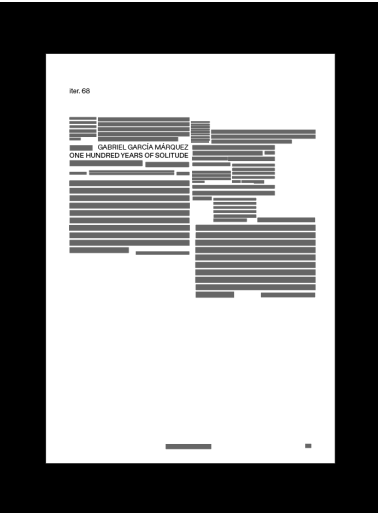 iter. 68
GABRIEL GARCÍA MÁRQUEZ
ONE HUNDRED YEARS OF SOLITUDE